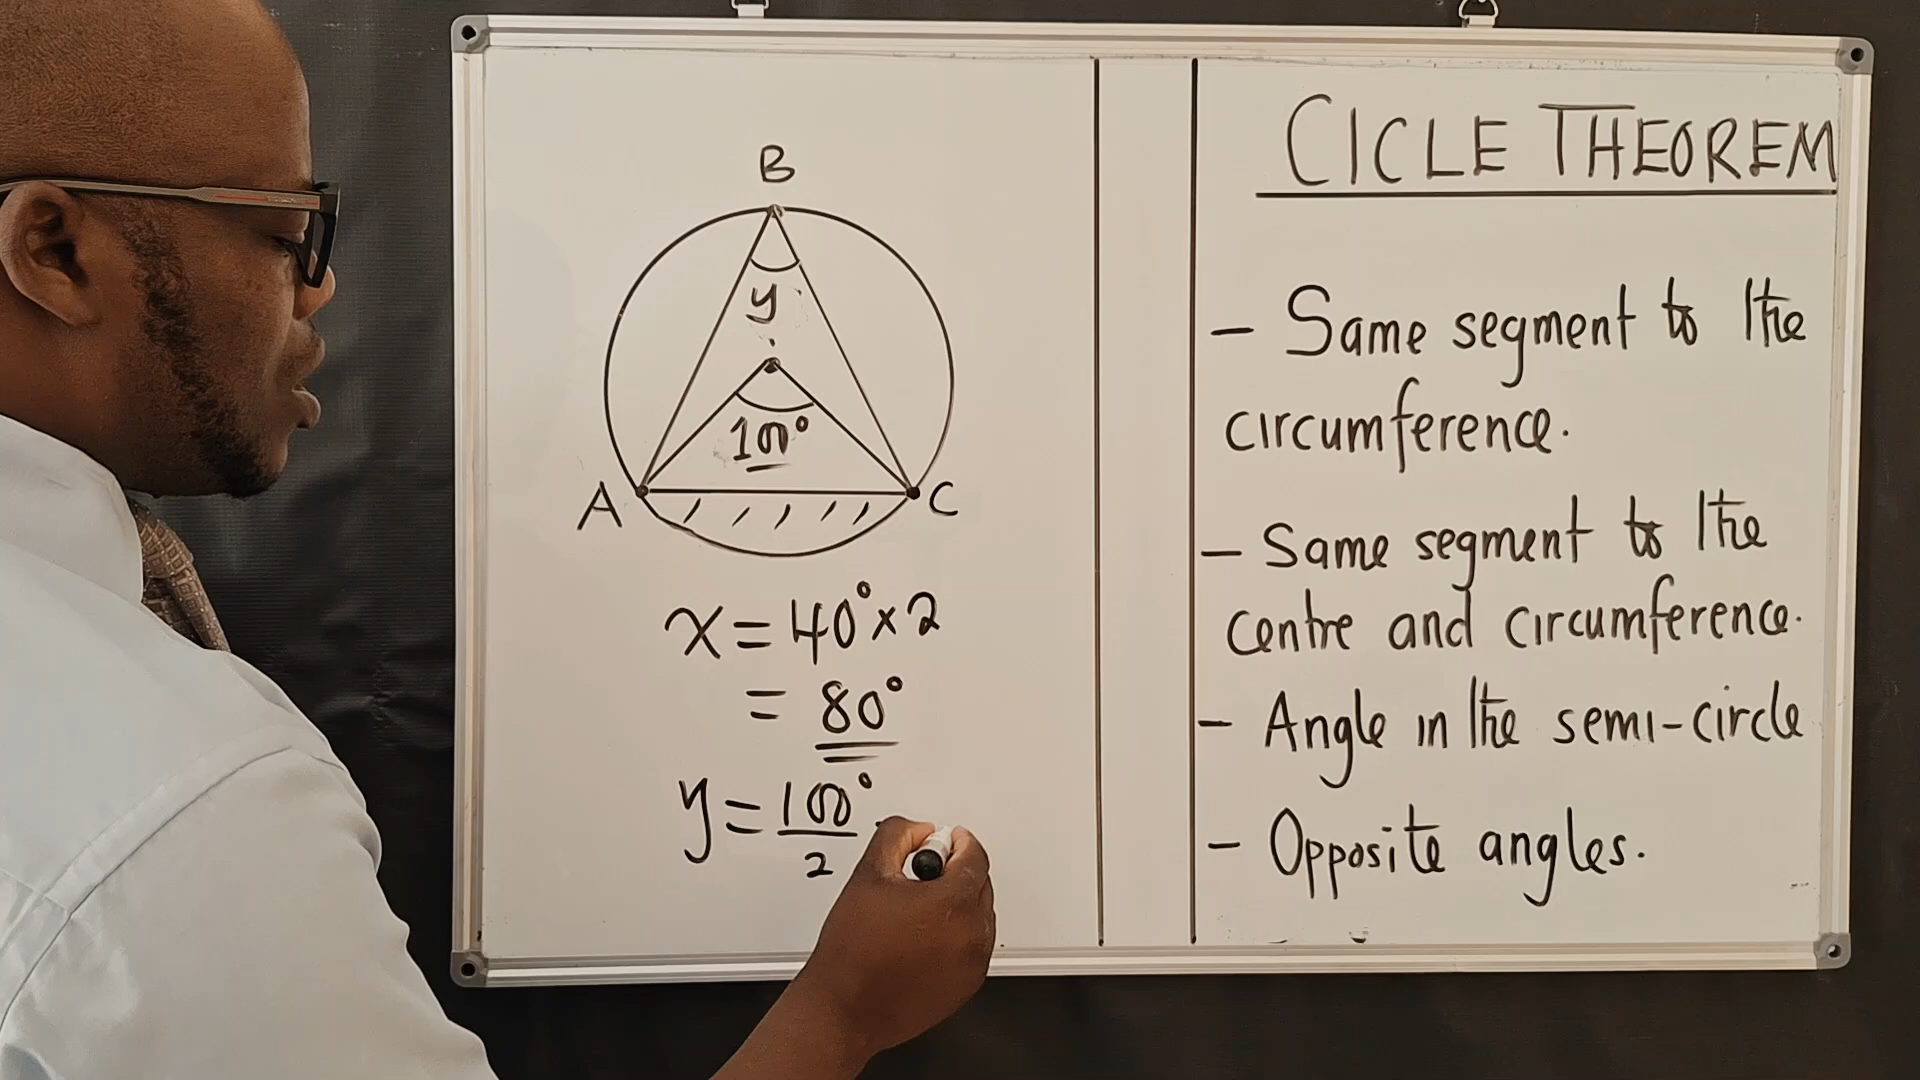 B
y
100°
A
C
x = 40° × 2
= 80°
y = 100°
2
CICLE THEOREM
- Same segment to the
circumference.
- Same segment to the
centre and circumference.
- Angle in the semi-circle
- Opposite angles.